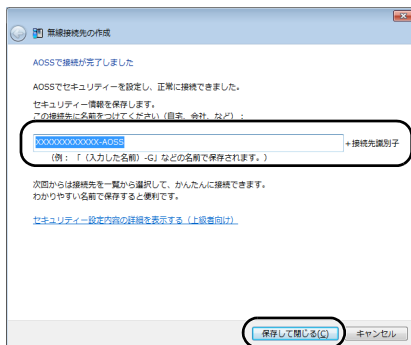 無線接続先の作成
AOSSで接続が完了しました
AOSSでセキュリティーを設定し、正常に接続できました。
セキュリティー情報を保存します。
この接続先に名前をつけてください（自宅、会社、など）：
XXXXXXXXXXXX-AOSS
+接続先識別子
（例：「（入力した名前）-G」などの名前で保存されます。）
次回からは接続先を一覧から選択して、かんたんに接続できます。
わかりやすい名前で保存すると便利です。
セキュリティー設定内容の詳細を表示する（上級者向け）
保存して閉じる(C)
キャンセル